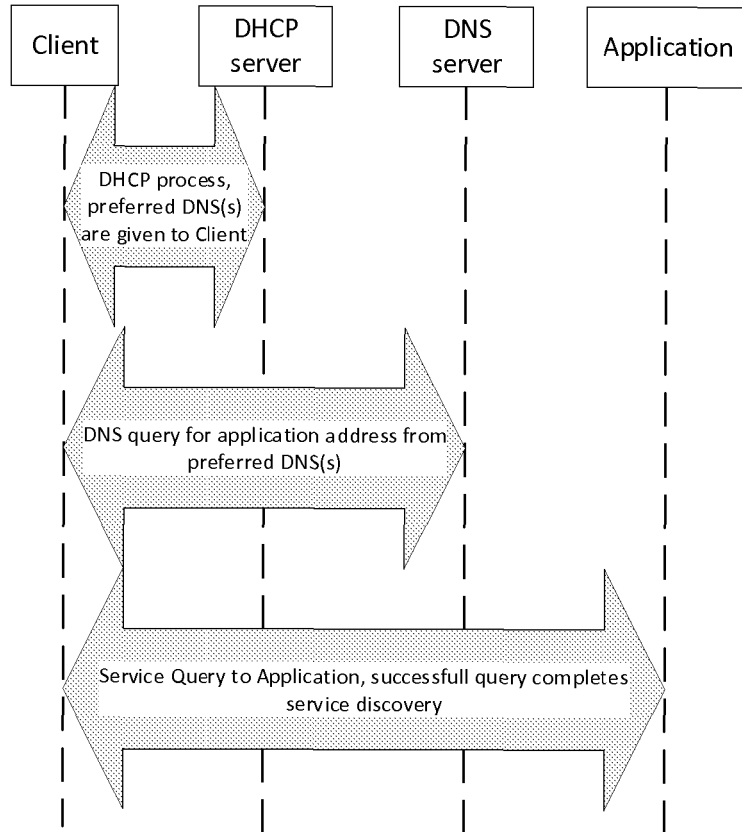 Client
DHCP
server
DNS
server
Application
DHCP process,
preferred DNS(s)
are given to Client
DNS query for application address from
preferred DNS(s)
Service Query to Application, successfull query completes
service discovery